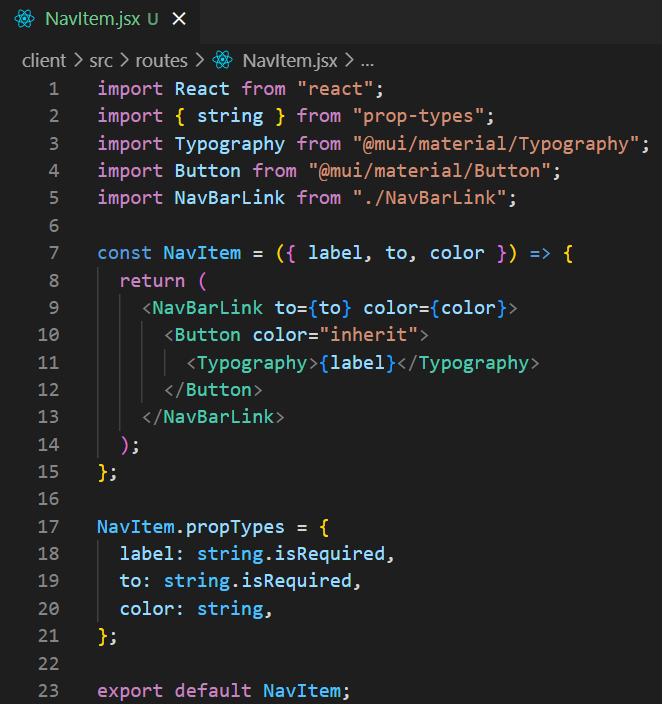 NavItem.jsx U ×
client > src > routes > NavItem.jsx > ...
1 import React from "react";
2 import { string } from "prop-types";
3 import Typography from "@mui/material/Typography";
4 import Button from "@mui/material/Button";
5 import NavBarLink from "./NavBarLink";
6
7 const NavItem = ({ label, to, color }) => {
8   return (
9     <NavBarLink to={to} color={color}>
10       <Button color="inherit">
11         <Typography>{label}</Typography>
12       </Button>
13     </NavBarLink>
14   );
15 };
16
17 NavItem.propTypes = {
18   label: string.isRequired,
19   to: string.isRequired,
20   color: string,
21 };
22
23 export default NavItem;